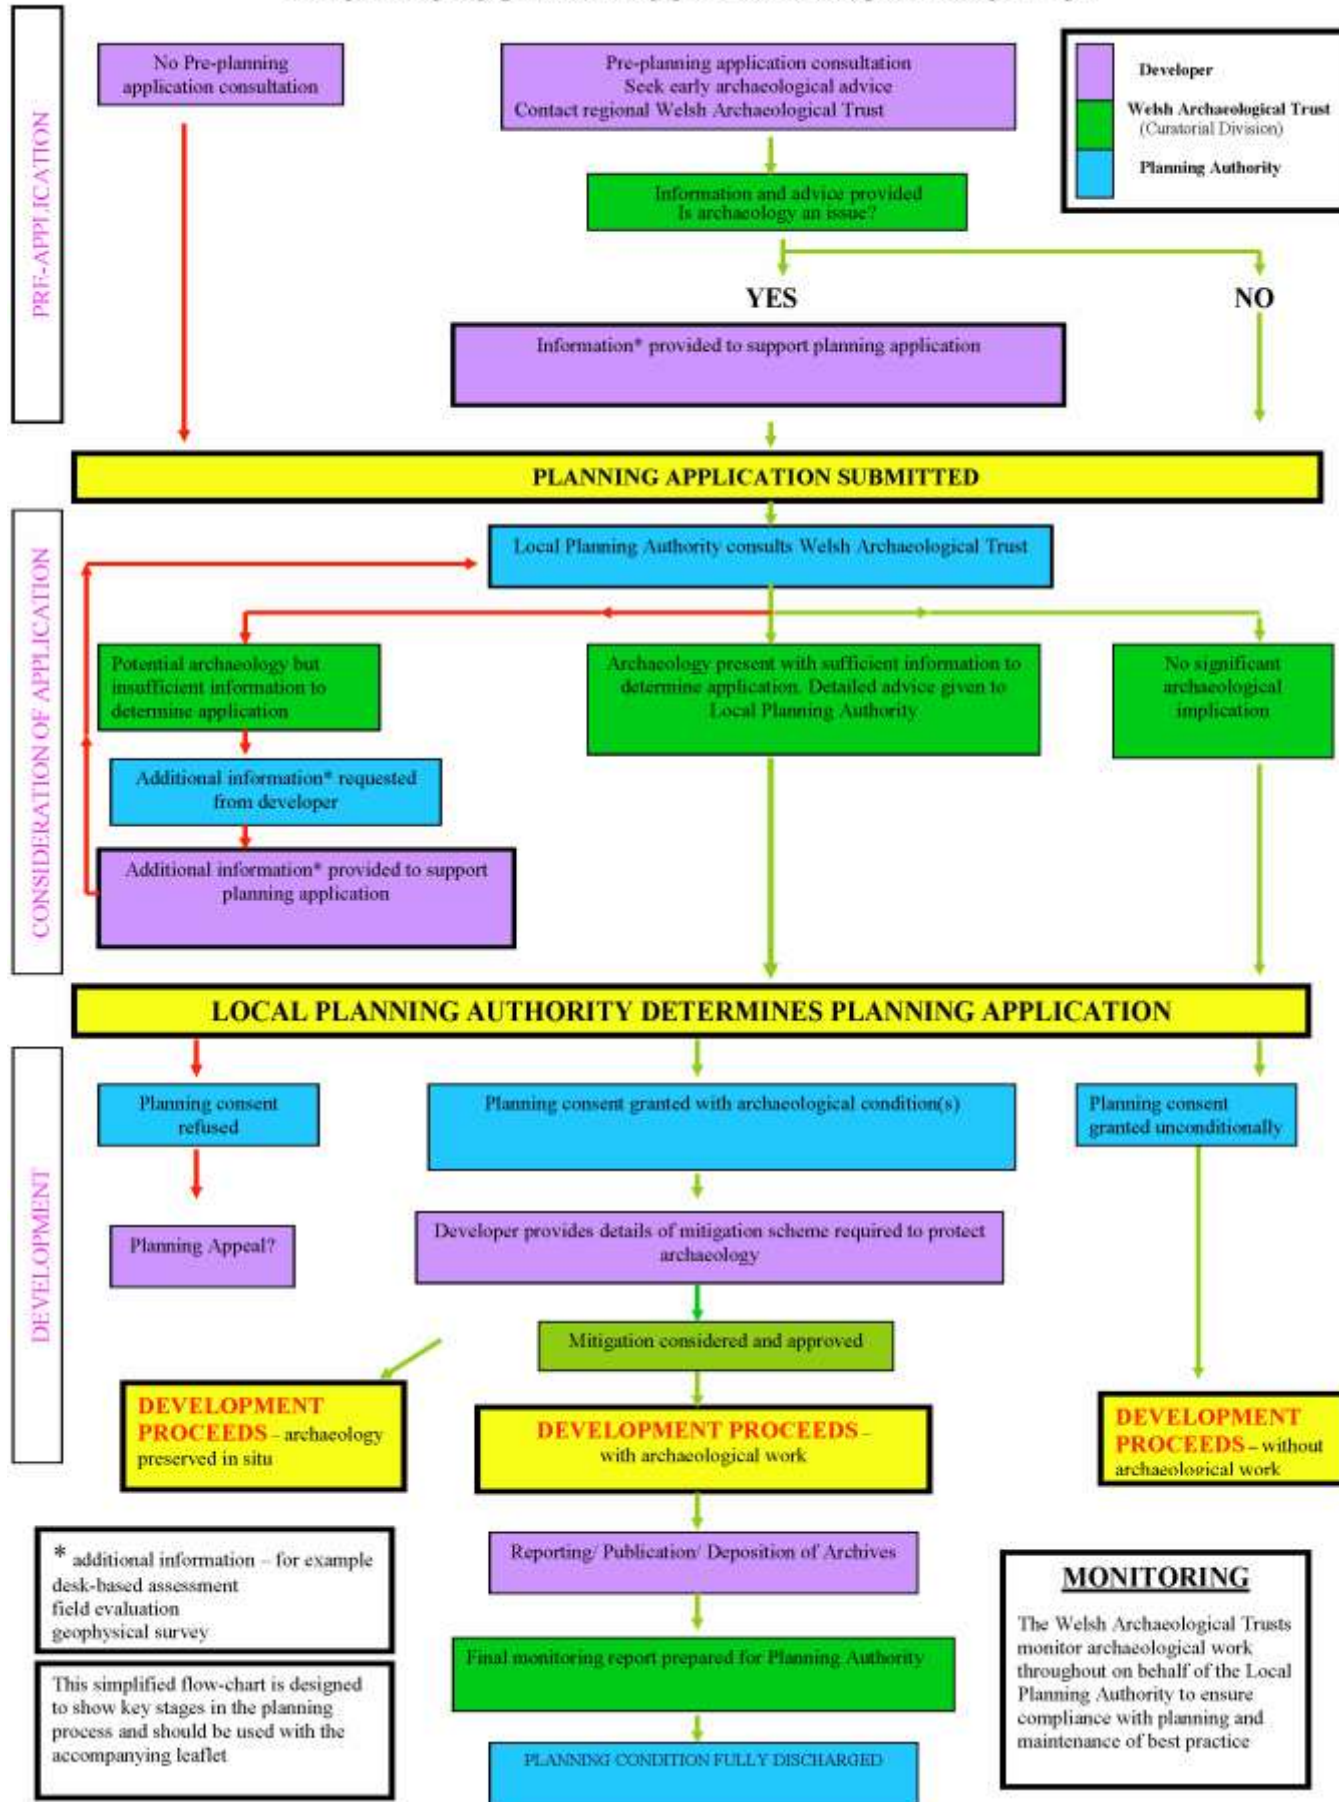 No Pre-planning
application consultation
Pre-planning application consultation
Seek early archaeological advice
Contact regional Welsh Archaeological Trust
Developer
Welsh Archaeological Trust
(Curatorial Division)
Planning Authority
PRE-APPLICATION
Information and advice provided
Is archaeology an issue?
YES
NO
Information* provided to support planning application
PLANNING APPLICATION SUBMITTED
CONSIDERATION OF APPLICATION
Local Planning Authority consults Welsh Archaeological Trust
Potential archaeology but
insufficient information to
determine application
Archaeology present with sufficient information to
determine application. Detailed advice given to
Local Planning Authority
No significant
archaeological
implication
Additional information* requested
from developer
Additional information* provided to support
planning application
LOCAL PLANNING AUTHORITY DETERMINES PLANNING APPLICATION
DEVELOPMENT
Planning consent
refused
Planning consent granted with archaeological condition(s)
Planning consent
granted unconditionally
Planning Appeal?
Developer provides details of mitigation scheme required to protect
archaeology
Mitigation considered and approved
DEVELOPMENT
PROCEEDS – archaeology
preserved in situ
DEVELOPMENT PROCEEDS –
with archaeological work
DEVELOPMENT
PROCEEDS – without
archaeological work
Reporting/ Publication/ Deposition of Archives
* additional information – for example
desk-based assessment
field evaluation
geophysical survey
This simplified flow-chart is designed
to show key stages in the planning
process and should be used with the
accompanying leaflet
Final monitoring report prepared for Planning Authority
PLANNING CONDITION FULLY DISCHARGED
MONITORING
The Welsh Archaeological Trusts
monitor archaeological work
throughout on behalf of the Local
Planning Authority to ensure
compliance with planning and
maintenance of best practice